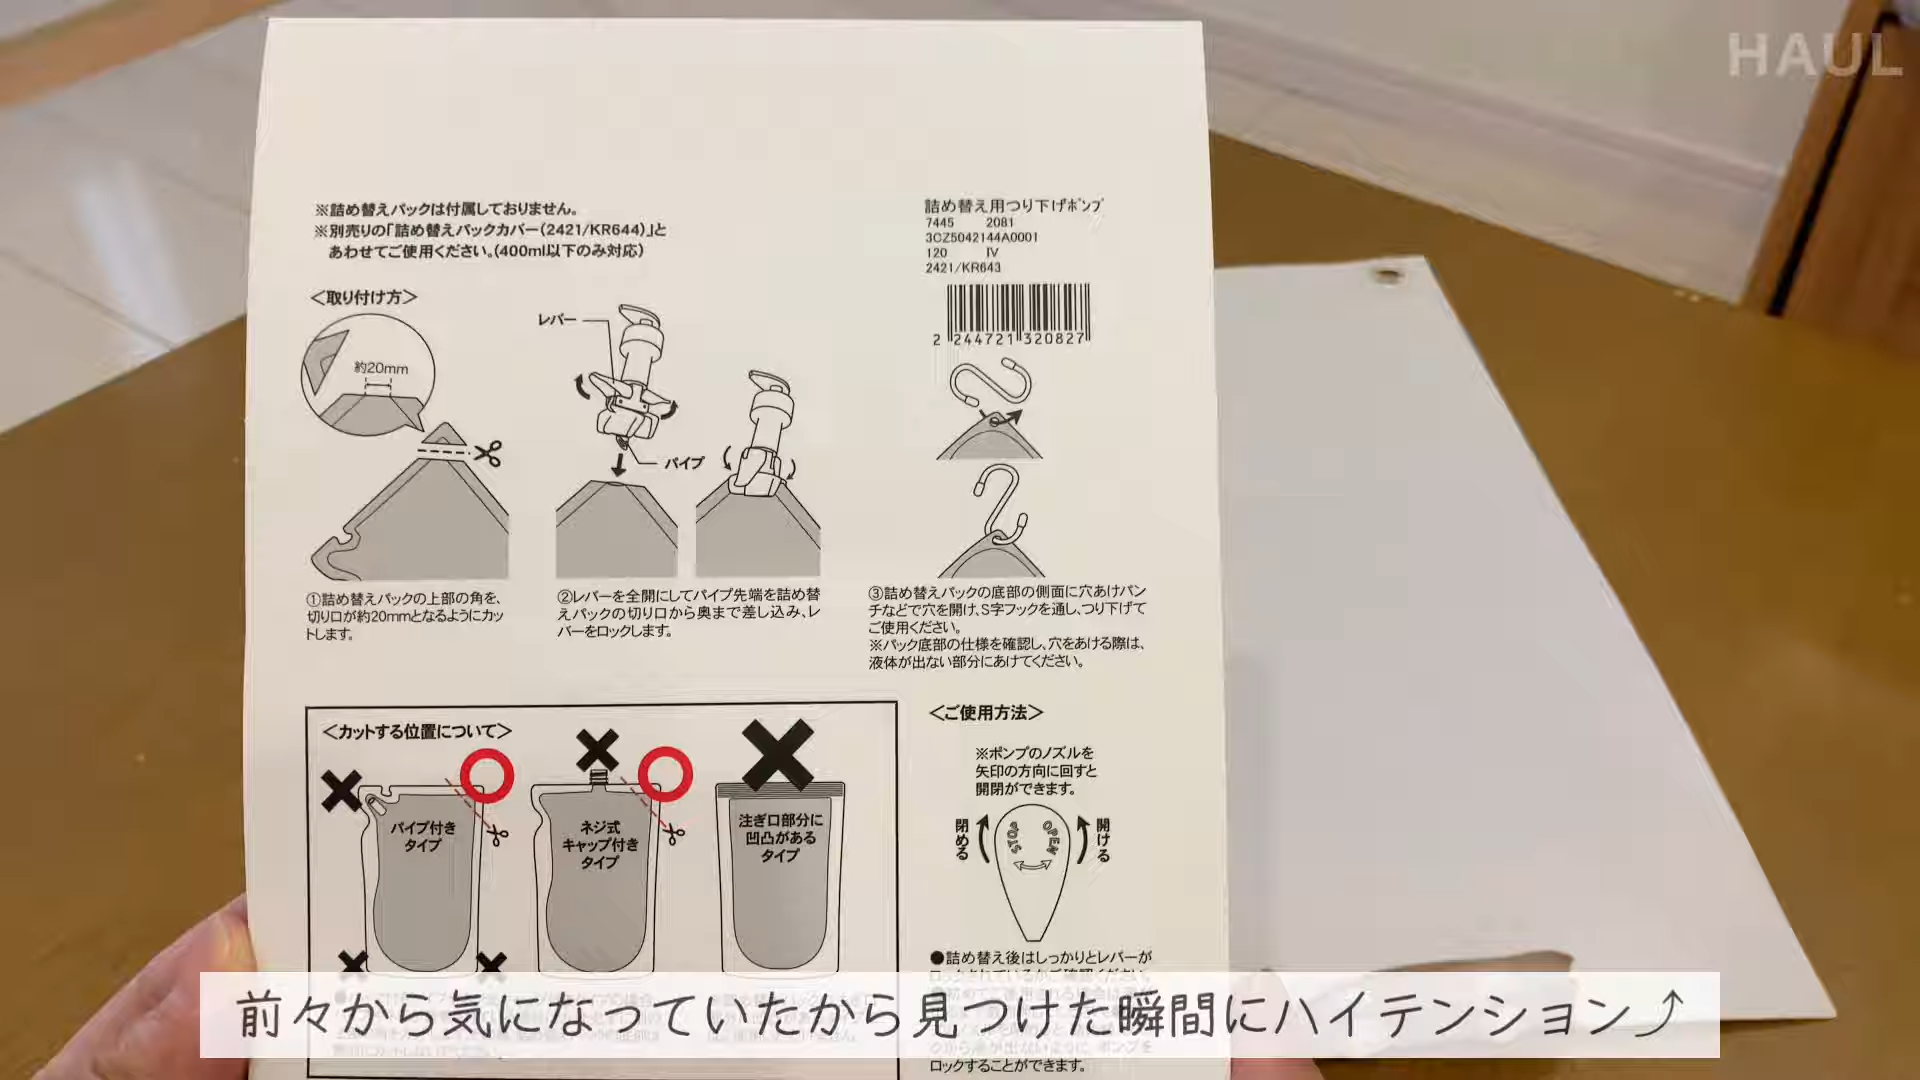 HAUL
※詰め替えパックは付属しておりません。
※別売りの「詰め替えパックカバー(2421/KR644)」と
あわせてご使用ください。(400ml以下のみ対応)
詰め替え用つり下げポンプ
7445 2081
3CZ5042144A0001
120 IV
2421/KR643
2 244721 320827
＜取り付け方＞
約20mm
レバー
パイプ
①詰め替えパックの上部の角を、
切り口が約20mmとなるようにカッ
トします。
②レバーを全開にしてパイプ先端を詰め替
えパックの切り口から奥まで差し込み、レ
バーをロックします。
③詰め替えパックの底部の側面に穴あけパン
チなどで穴を開け、S字フックを通し、つり下げて
ご使用ください。
※パック底部の仕様を確認し、穴をあける際は、
液体が出ない部分にあけてください。
＜カットする位置について＞
パイプ付き
タイプ
ネジ式
キャップ付き
タイプ
注ぎ口部分に
凹凸がある
タイプ
＜ご使用方法＞
※ポンプのノズルを
矢印の方向に回すと
開閉ができます。
閉める
STOP
OPEN
開ける
●詰め替え後はしっかりとレバーが
前々から気になっていたから見つけた瞬間にハイテンション⤴
ロックすることができます。